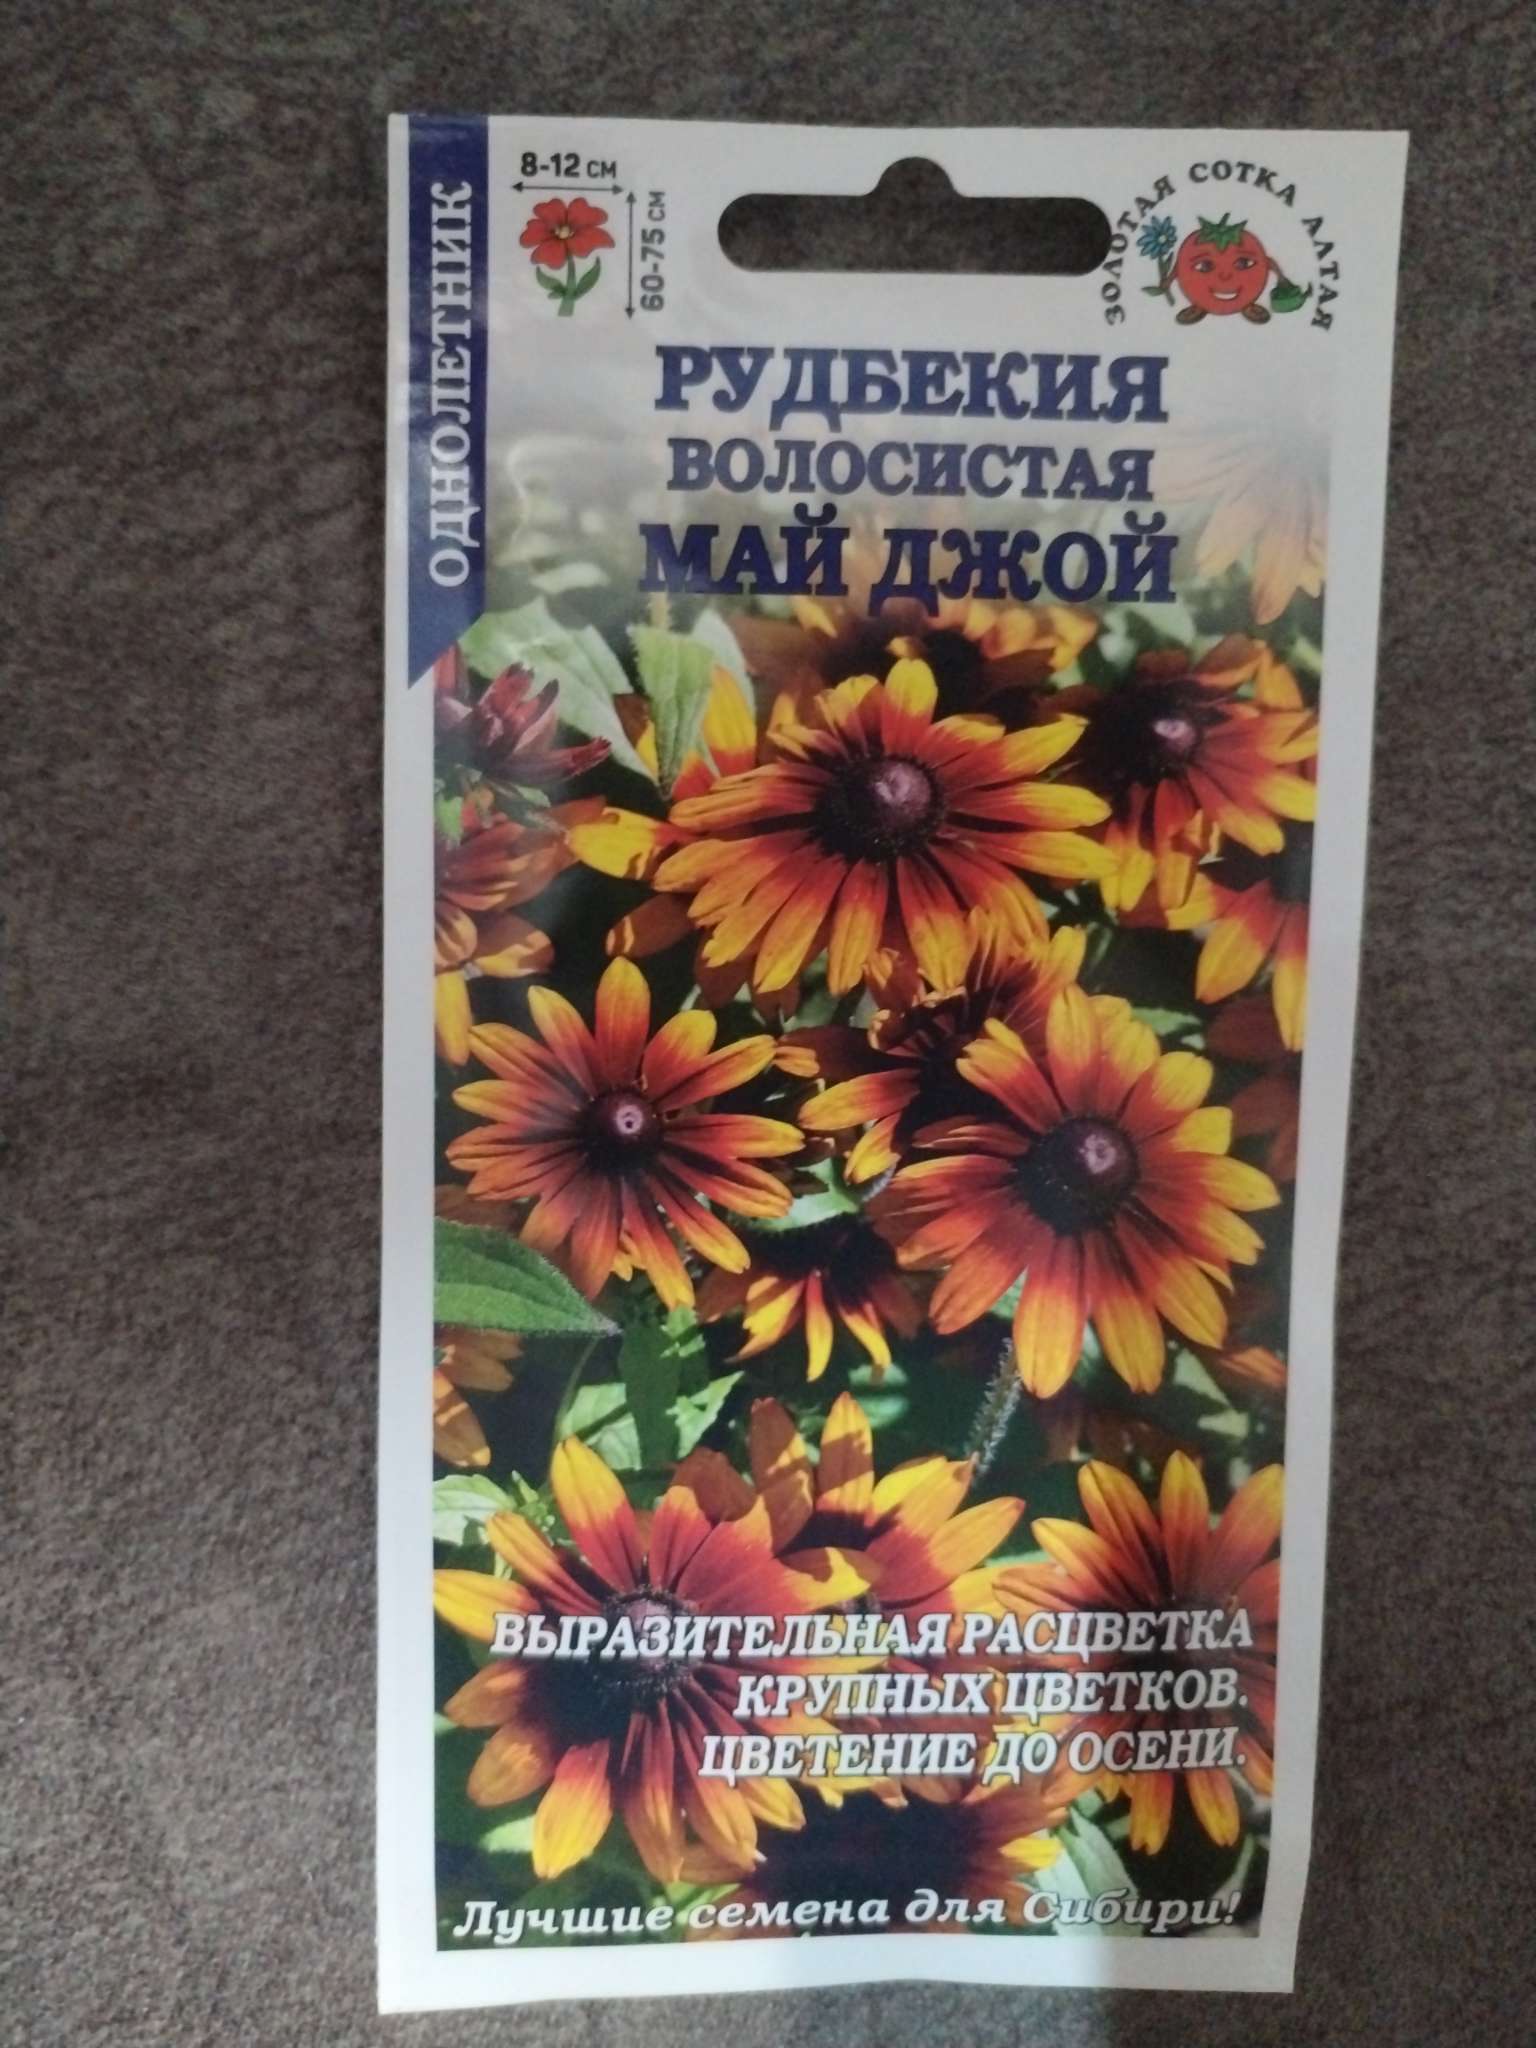 8-12 СМ
60-75 СМ
ОДНОЛЕТНИК
ЗОЛОТАЯ СОТКА АЛТАЯ
РУДБЕКИЯ
ВОЛОСИСТАЯ
МАЙ ДЖОЙ
ВЫРАЗИТЕЛЬНАЯ РАСЦВЕТКА
КРУПНЫХ ЦВЕТКОВ.
ЦВЕТЕНИЕ ДО ОСЕНИ.
Лучшие семена для Сибири!